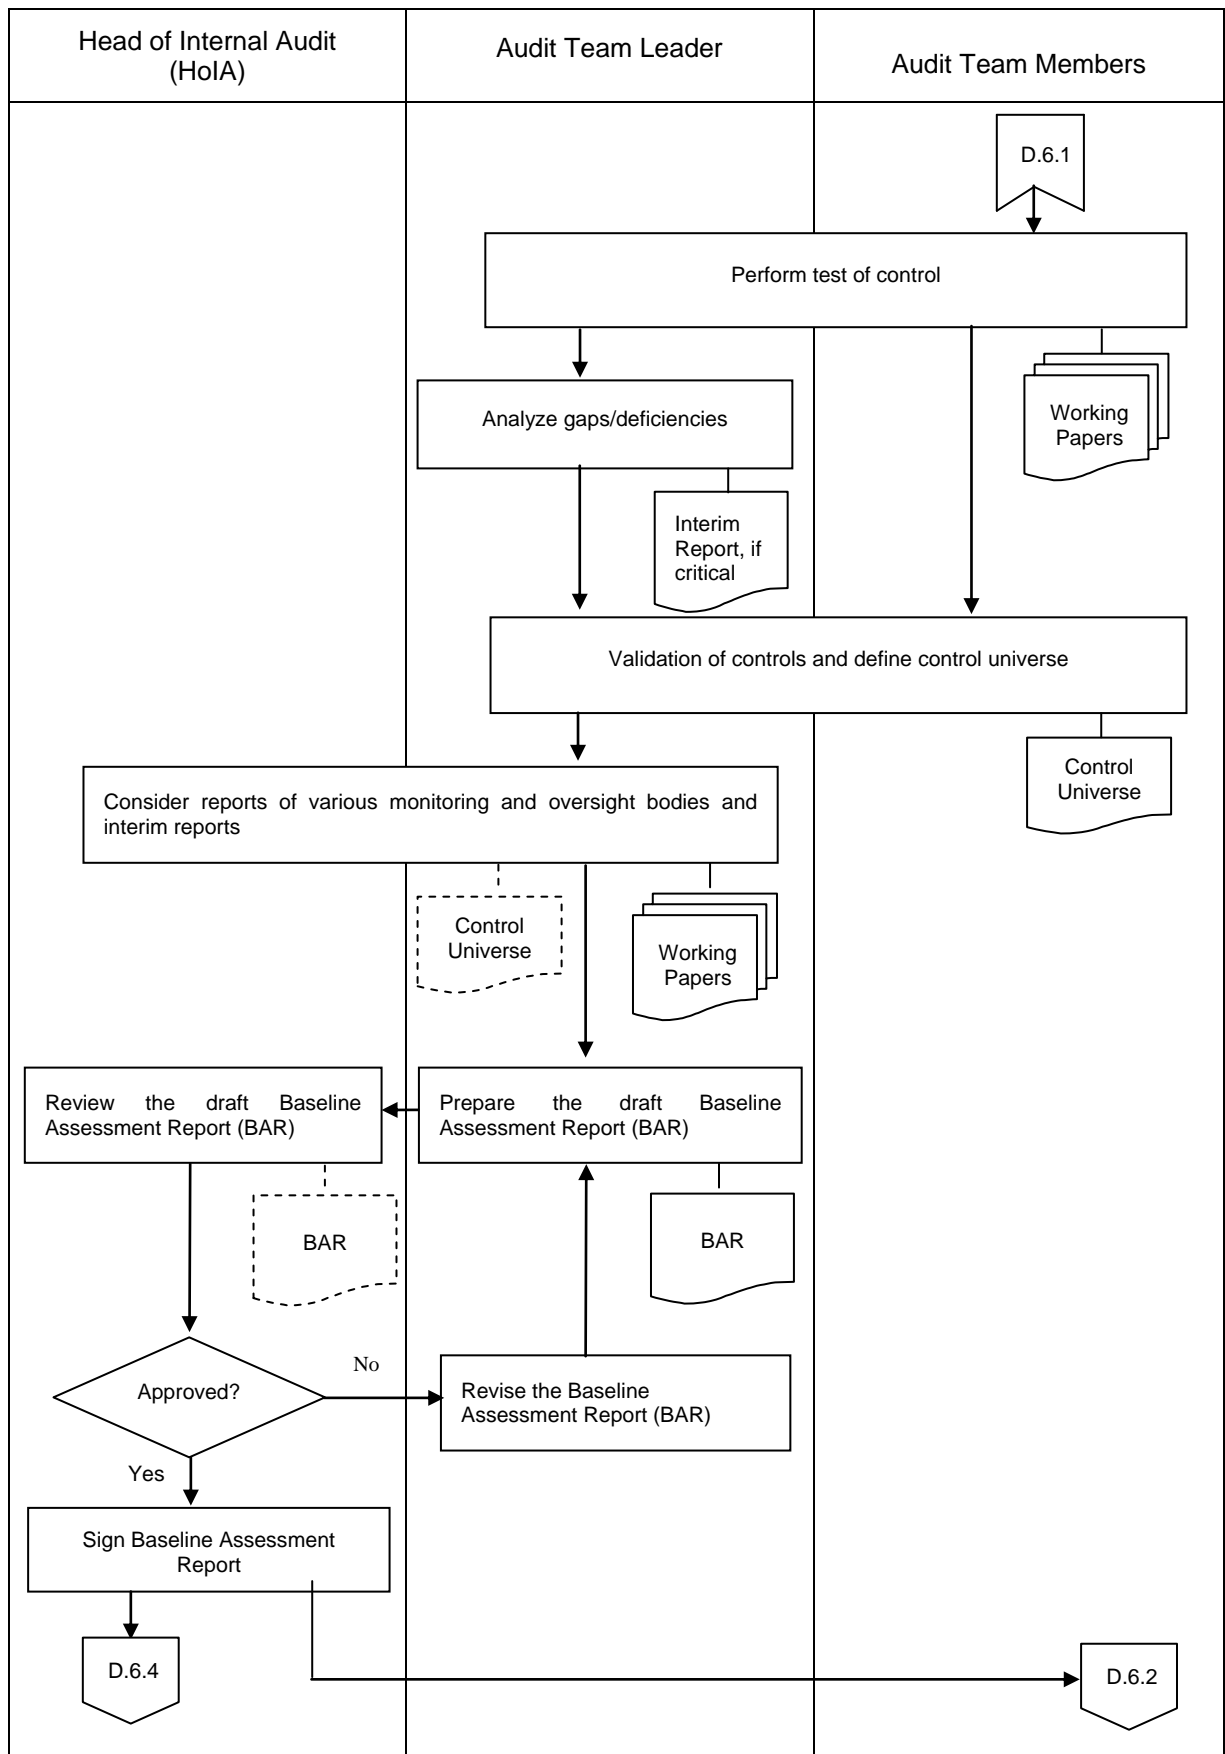 Head of Internal Audit
(HoIA)
Audit Team Leader
Audit Team Members
D.6.1
Perform test of control
Analyze gaps/deficiencies
Working
Papers
Interim
Report, if
critical
Validation of controls and define control universe
Control
Universe
Consider reports of various monitoring and oversight bodies and
interim reports
Control
Universe
Working
Papers
Review the draft Baseline
Assessment Report (BAR)
Prepare the draft Baseline
Assessment Report (BAR)
BAR
BAR
Approved?
No
Revise the Baseline
Assessment Report (BAR)
Yes
Sign Baseline Assessment
Report
D.6.4
D.6.2